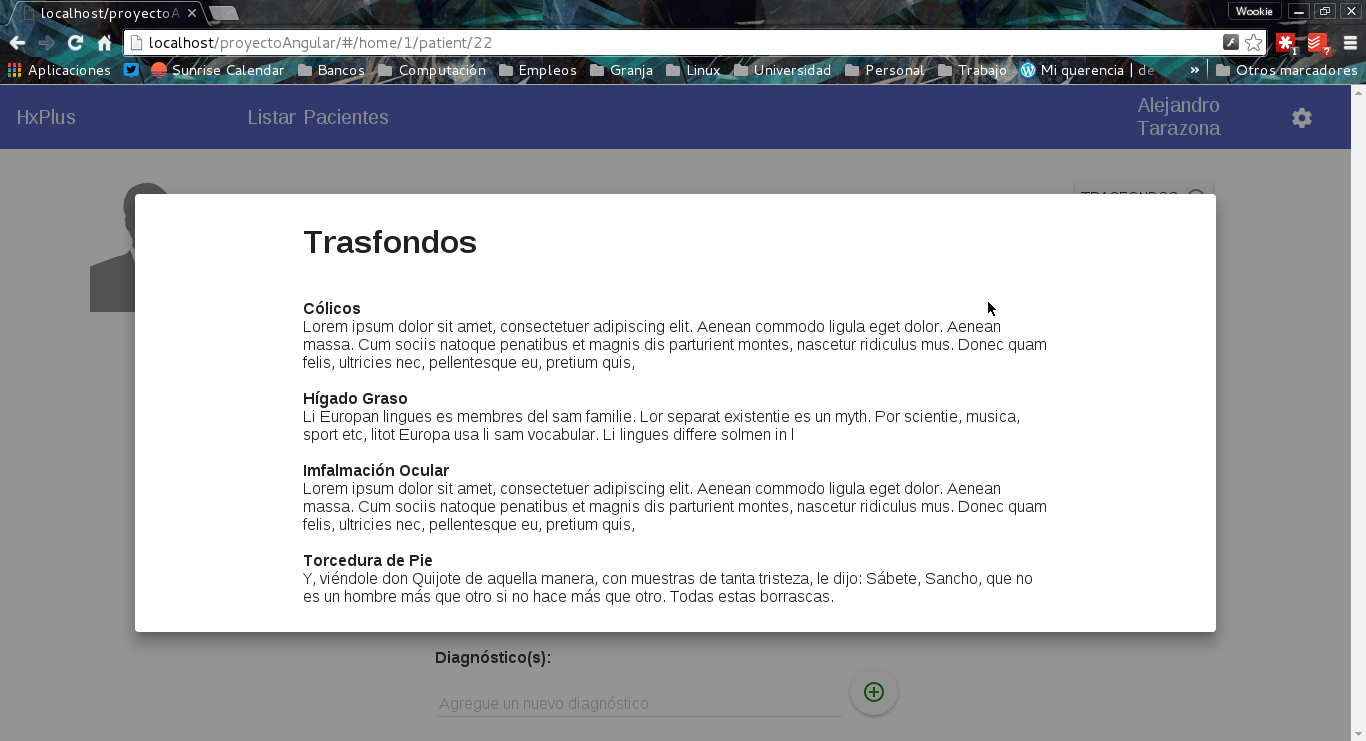 localhost/proyectoA
Wookie
localhost/proyectoAngular/#/home/1/patient/22
1
?
Aplicaciones
Sunrise Calendar
Bancos
Computación
Empleos
Granja
Linux
Universidad
Personal
Trabajo
Mi querencia | de
»
Otros marcadores
HxPlus
Listar Pacientes
Alejandro
Tarazona
Trasfondos
Cólicos
Lorem ipsum dolor sit amet, consectetuer adipiscing elit. Aenean commodo ligula eget dolor. Aenean
massa. Cum sociis natoque penatibus et magnis dis parturient montes, nascetur ridiculus mus. Donec quam
felis, ultricies nec, pellentesque eu, pretium quis,
Hígado Graso
Li Europan lingues es membres del sam familie. Lor separat existentie es un myth. Por scientie, musica,
sport etc, litot Europa usa li sam vocabular. Li lingues differe solmen in l
Imfalmación Ocular
Lorem ipsum dolor sit amet, consectetuer adipiscing elit. Aenean commodo ligula eget dolor. Aenean
massa. Cum sociis natoque penatibus et magnis dis parturient montes, nascetur ridiculus mus. Donec quam
felis, ultricies nec, pellentesque eu, pretium quis,
Torcedura de Pie
Y, viéndole don Quijote de aquella manera, con muestras de tanta tristeza, le dijo: Sábete, Sancho, que no
es un hombre más que otro si no hace más que otro. Todas estas borrascas.
Diagnóstico(s):
Agregue un nuevo diagnóstico